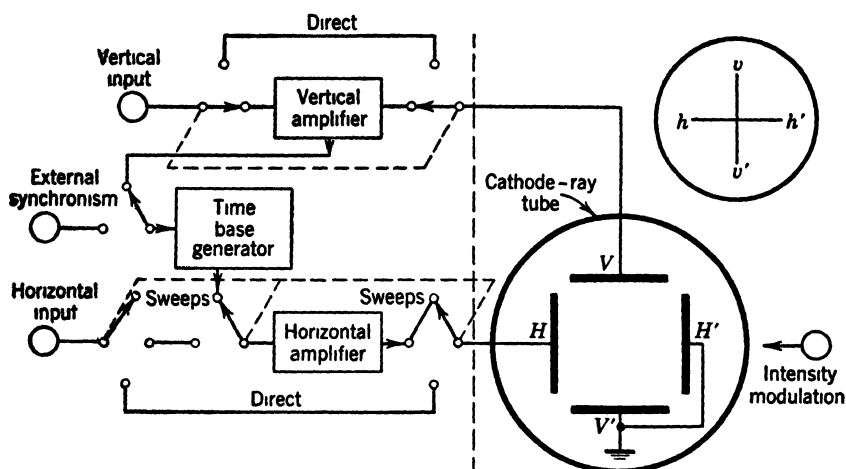 Direct
Vertical
input
Vertical
amplifier
v
h h'
v'
External
synchronism
Cathode-ray
tube
Time
base
generator
V
Horizontal
input
Sweeps
Sweeps
Horizontal
amplifier
H H'
Intensity
modulation
Direct
V'